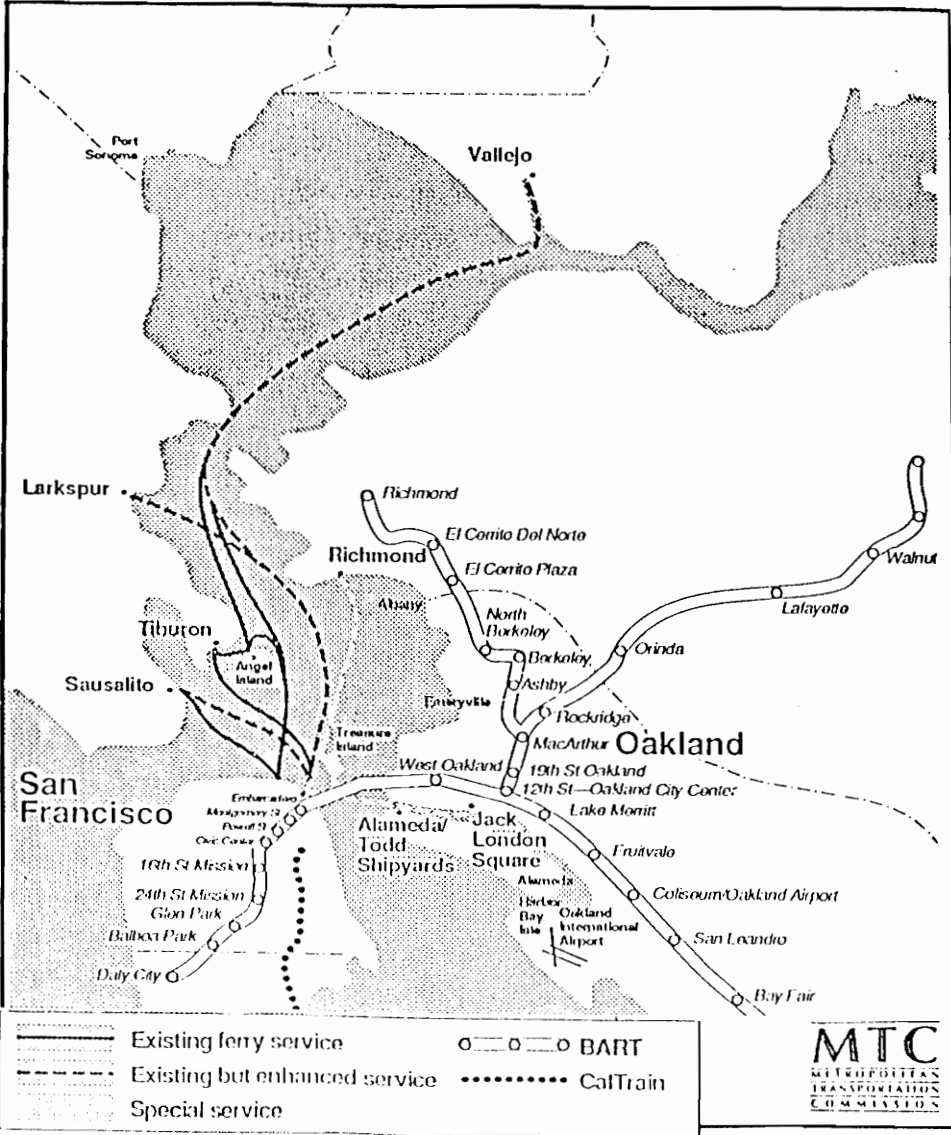 Port
Sonoma
Vallejo
Larkspur
Richmond
El Cerrito Del Norte
Richmond
El Cerrito Plaza
Walnut
Albany
North
Berkeley
Lafayette
Tiburon
Angel
Island
Berkeley
Orinda
Sausalito
Ashby
Emeryville
Rockridge
Treasure
Island
MacArthur
Oakland
West Oakland
19th St Oakland
12th St—Oakland City Center
San
Francisco
Embarcadero
Montgomery St
Powell St
Civic Center
Lake Merritt
Alameda/
Todd
Shipyards
Jack
London
Square
16th St Mission
Fruitvale
24th St Mission
Alameda
Coliseum/Oakland Airport
Glen Park
Harbor
Bay
Isle
Oakland
International
Airport
Balboa Park
San Leandro
Daly City
Bay Fair
Existing ferry service
Existing but enhanced service
Special service
BART
CalTrain
MTC
METROPOLITAN
TRANSPORTATION
COMMISSION